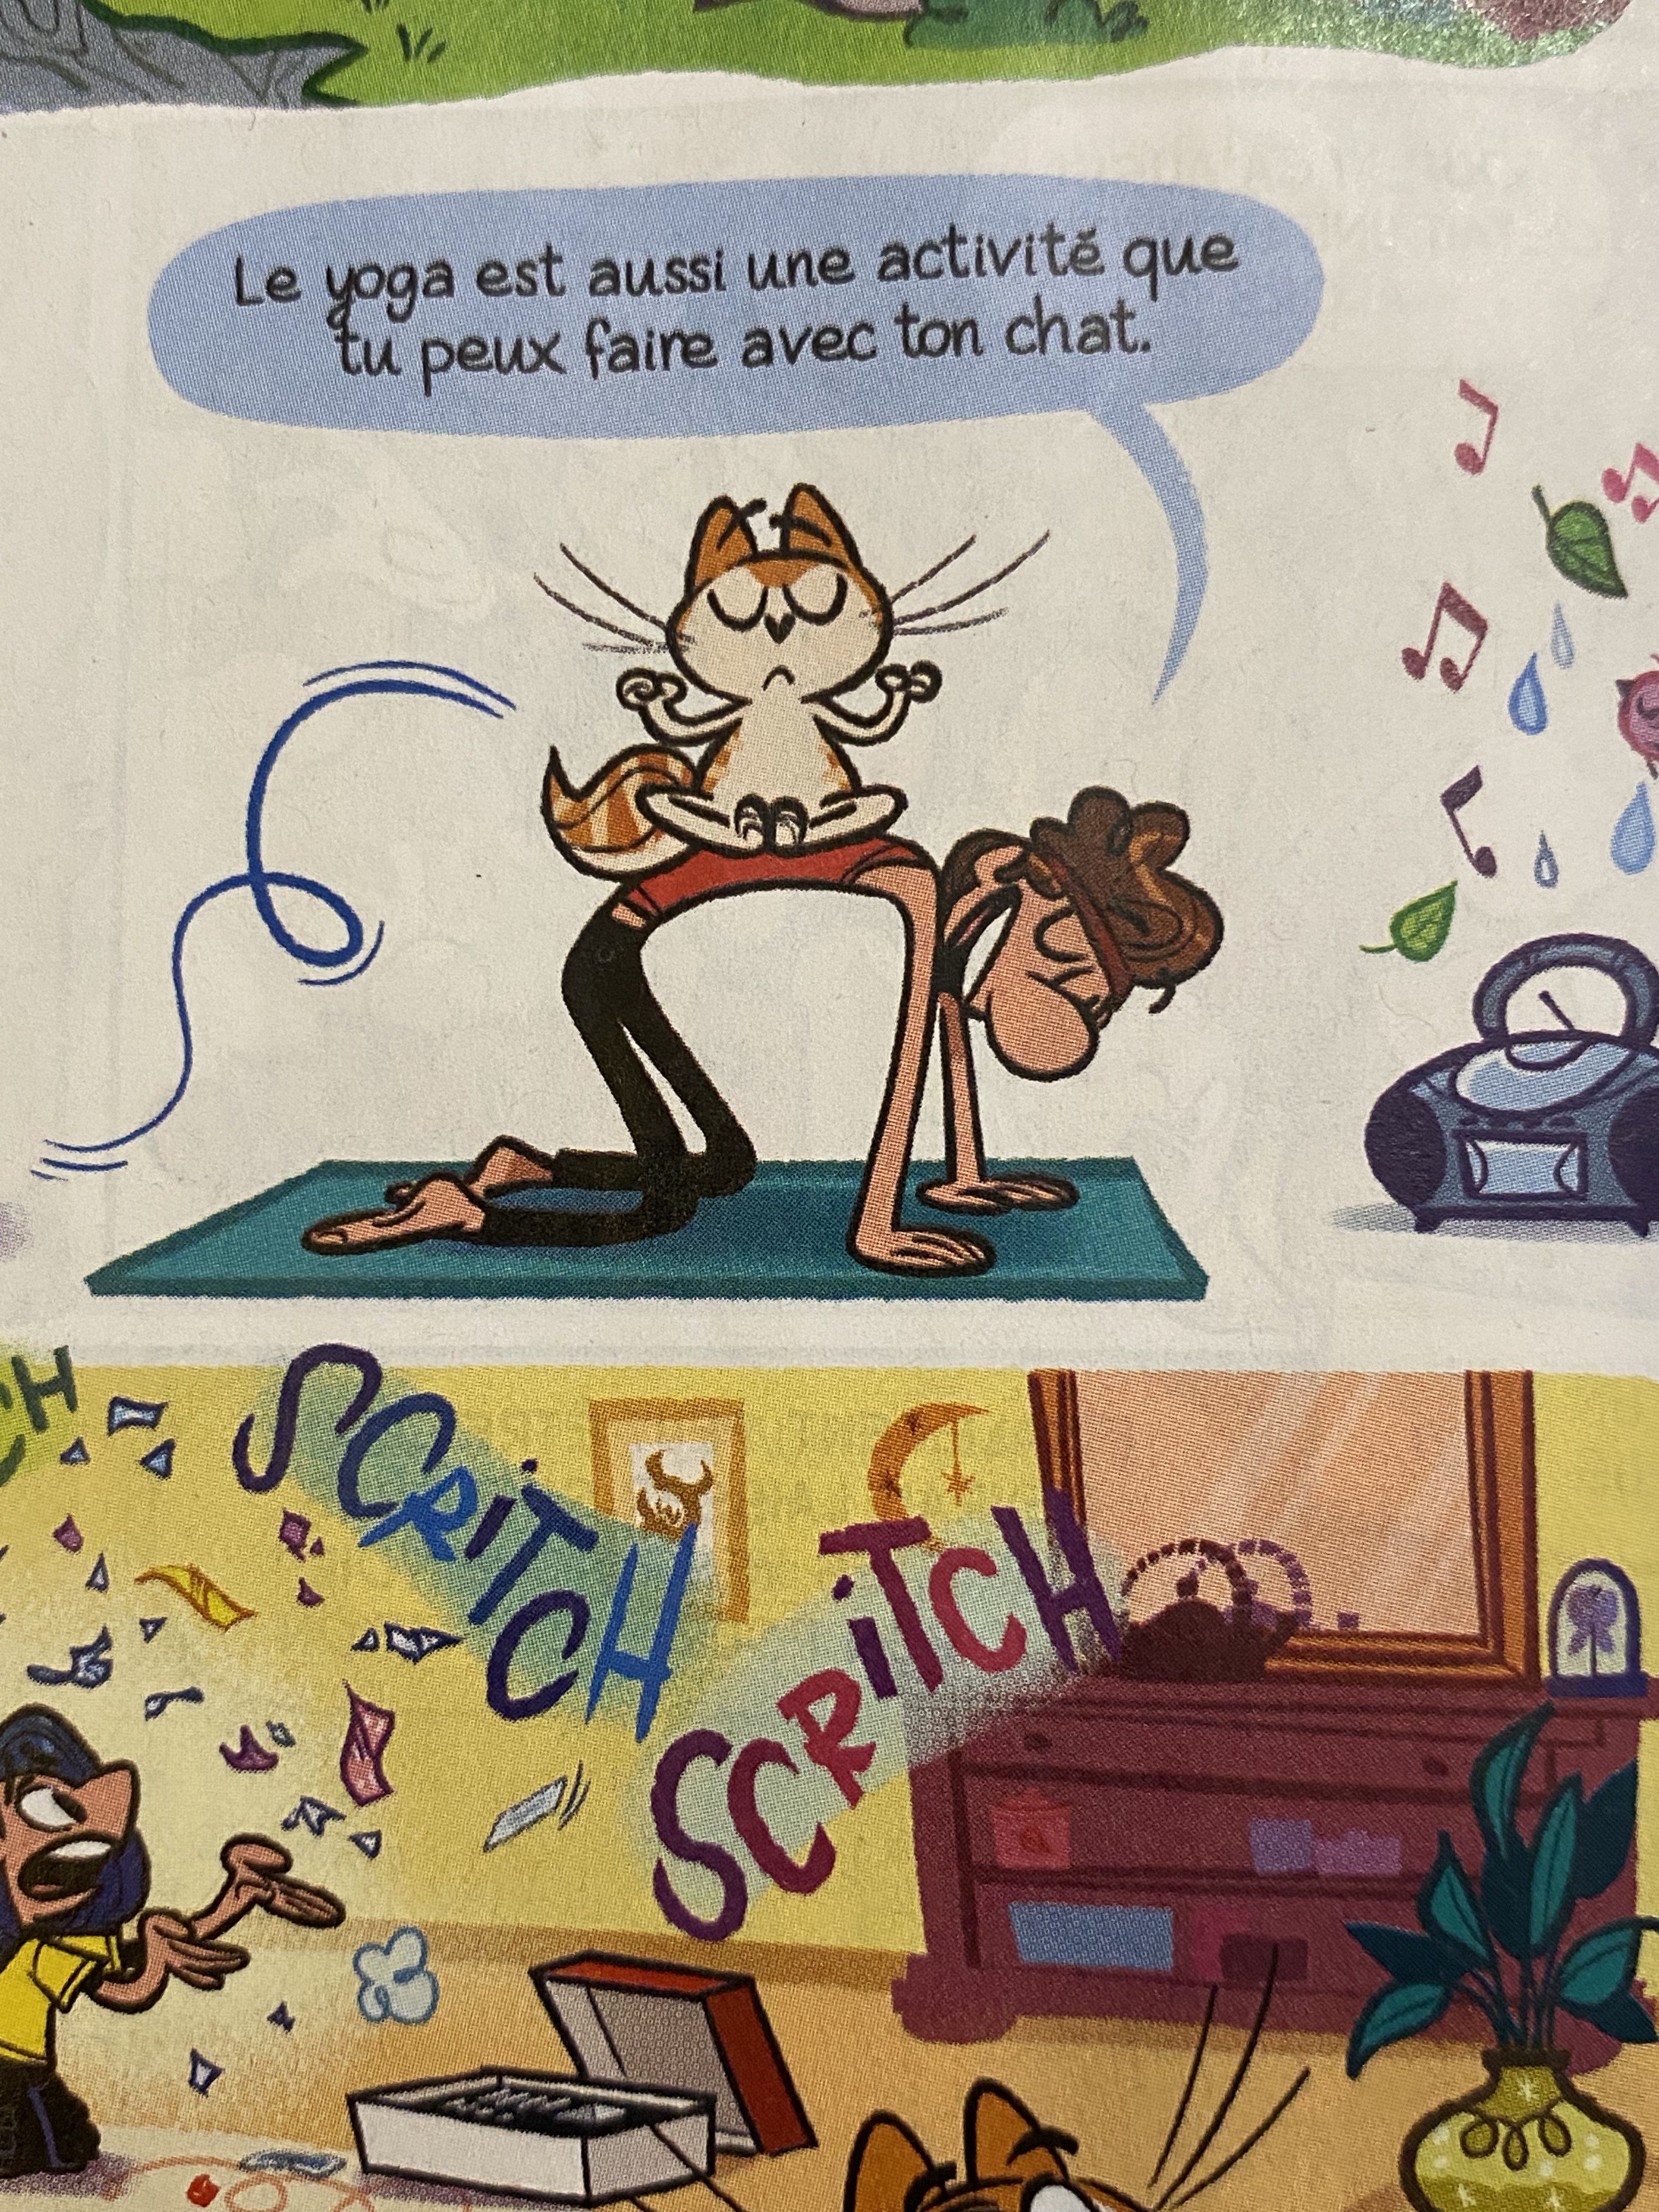 Le yoga est aussi une activité que
tu peux faire avec ton chat.
SCRiTCH
SCRiTCH